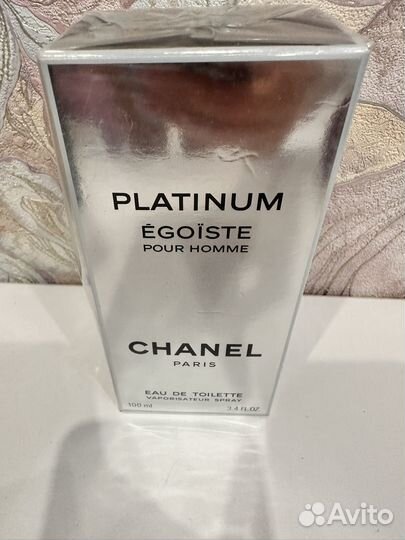 PLATINUM
ÉGOÏSTE
POUR HOMME
CHANEL
PARIS
EAU DE TOILETTE
VAPORISATEUR SPRAY
100 ml 3.4 FL.OZ
Avito